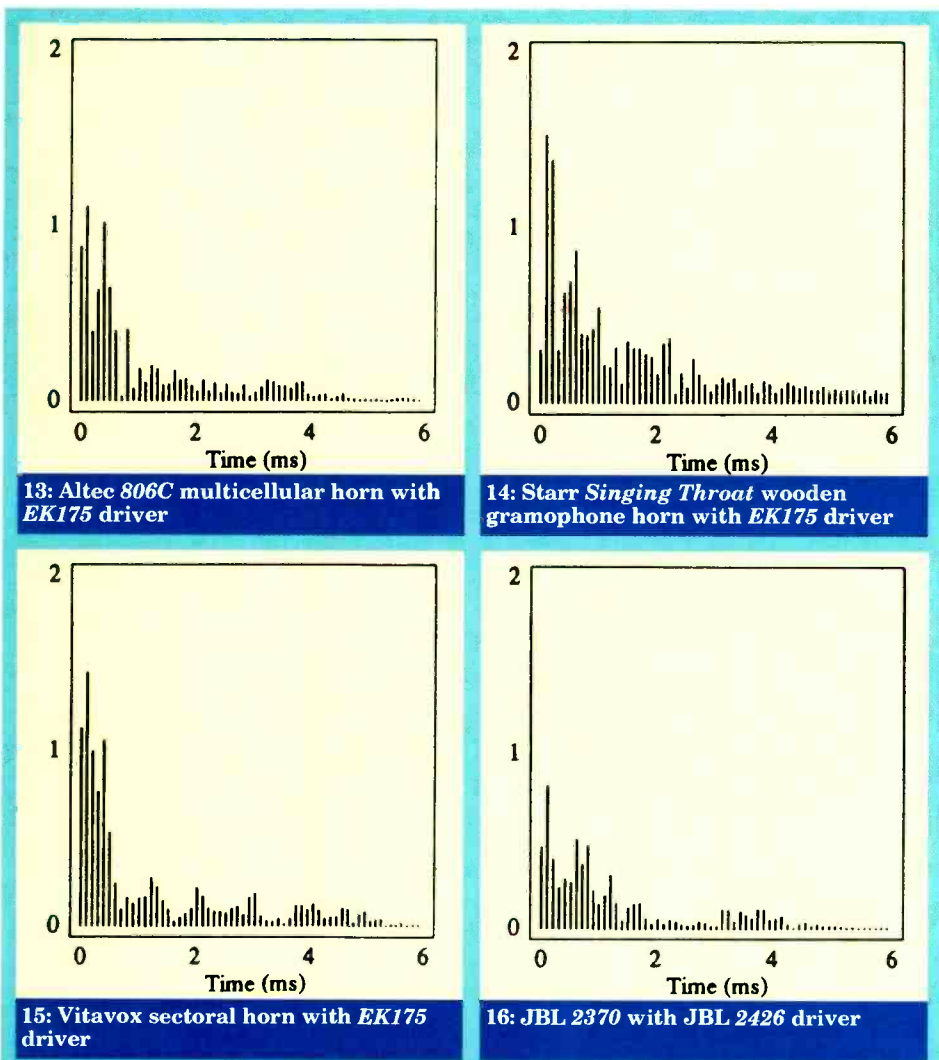 2
1
0
0 2 4 6
Time (ms)
13: Altec 806C multicellular horn with
EK175 driver
2
1
0
0 2 4 6
Time (ms)
14: Starr Singing Throat wooden
gramophone horn with EK175 driver
2
1
0
0 2 4 6
Time (ms)
15: Vitavox sectoral horn with EK175
driver
2
1
0
0 2 4 6
Time (ms)
16: JBL 2370 with JBL 2426 driver